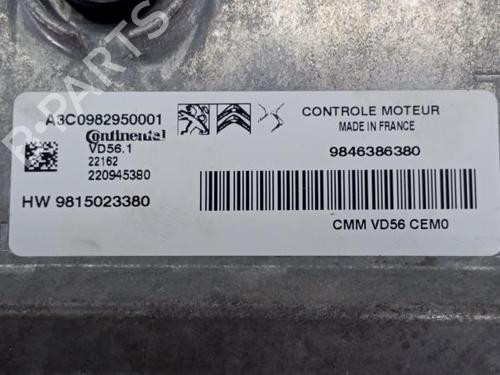 A3C0982950001
Continental
VD56.1
22162
220945380
HW 9815023380
CONTROLE MOTEUR
MADE IN FRANCE
9846386380
CMM VD56 CEM0
B-PARTS